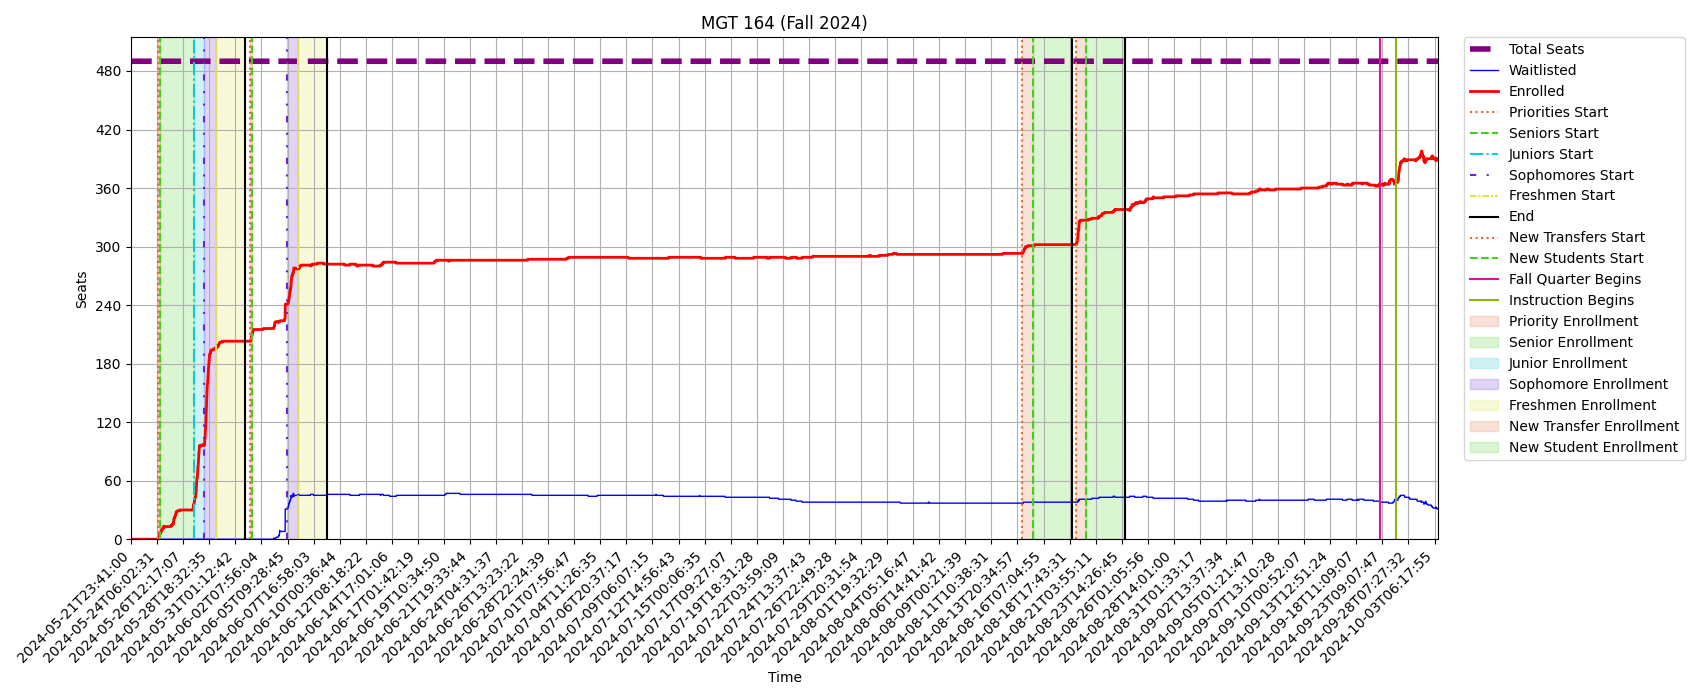 MGT 164 (Fall 2024)
Seats
480
420
360
300
240
180
120
60
0
2024-05-21T23:41:00
2024-05-24T06:02:31
2024-05-26T12:17:07
2024-05-28T18:32:35
2024-05-31T01:12:42
2024-06-02T07:56:04
2024-06-05T09:28:45
2024-06-07T16:58:03
2024-06-10T00:36:44
2024-06-12T08:18:22
2024-06-14T17:01:06
2024-06-17T01:42:19
2024-06-19T10:34:50
2024-06-21T19:33:44
2024-06-24T04:31:37
2024-06-26T13:23:22
2024-06-28T22:24:39
2024-07-01T07:56:47
2024-07-04T11:26:35
2024-07-06T20:37:17
2024-07-09T06:07:15
2024-07-12T14:56:43
2024-07-15T00:06:35
2024-07-17T09:27:07
2024-07-19T18:31:28
2024-07-22T03:59:09
2024-07-24T13:37:43
2024-07-26T22:49:28
2024-07-29T20:31:54
2024-08-01T19:32:29
2024-08-04T05:16:47
2024-08-06T14:41:42
2024-08-09T00:21:39
2024-08-11T10:38:31
2024-08-13T20:34:57
2024-08-16T07:04:55
2024-08-18T17:43:31
2024-08-21T03:55:11
2024-08-23T14:26:45
2024-08-26T01:05:56
2024-08-28T14:01:00
2024-08-31T01:33:17
2024-09-02T13:37:34
2024-09-05T01:21:47
2024-09-07T13:10:28
2024-09-10T00:52:07
2024-09-13T12:51:24
2024-09-18T11:09:07
2024-09-23T09:07:47
2024-09-28T07:27:32
2024-10-03T06:17:55
Time
Total Seats
Waitlisted
Enrolled
Priorities Start
Seniors Start
Juniors Start
Sophomores Start
Freshmen Start
End
New Transfers Start
New Students Start
Fall Quarter Begins
Instruction Begins
Priority Enrollment
Senior Enrollment
Junior Enrollment
Sophomore Enrollment
Freshmen Enrollment
New Transfer Enrollment
New Student Enrollment